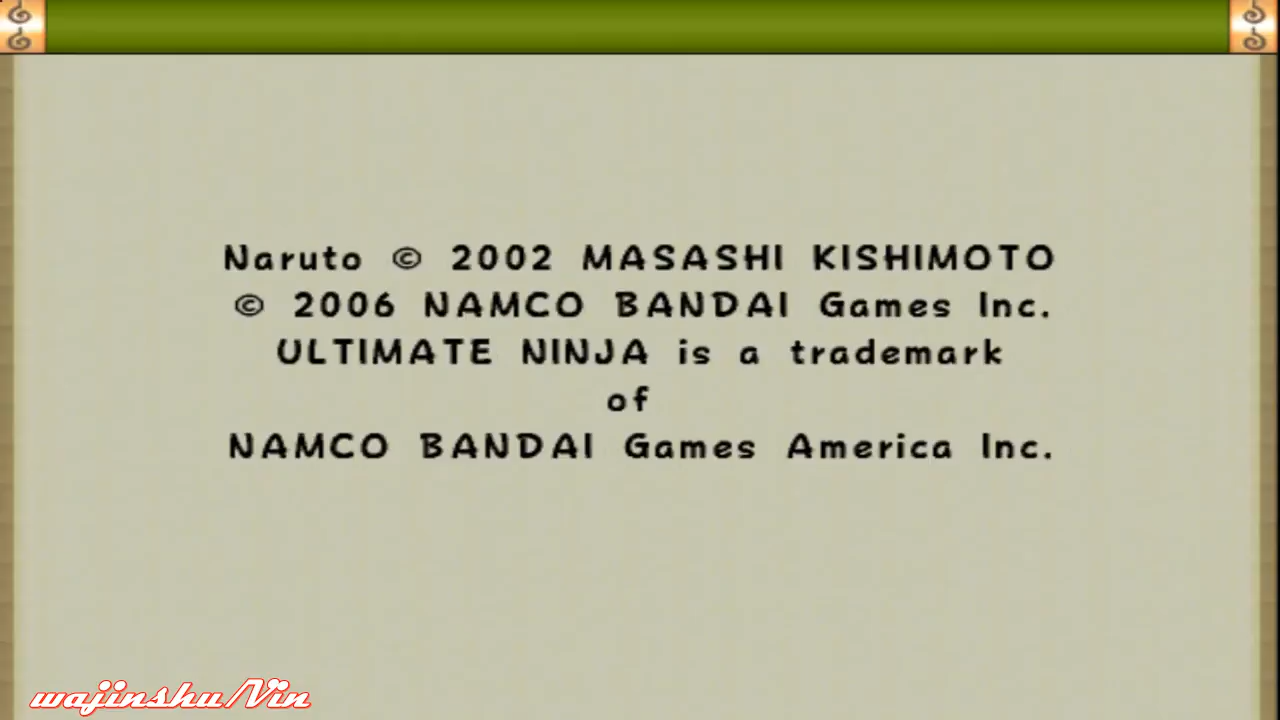 Naruto © 2002 MASASHI KISHIMOTO
© 2006 NAMCO BANDAI Games Inc.
ULTIMATE NINJA is a trademark
of
NAMCO BANDAI Games America Inc.
wajinshu/Vin